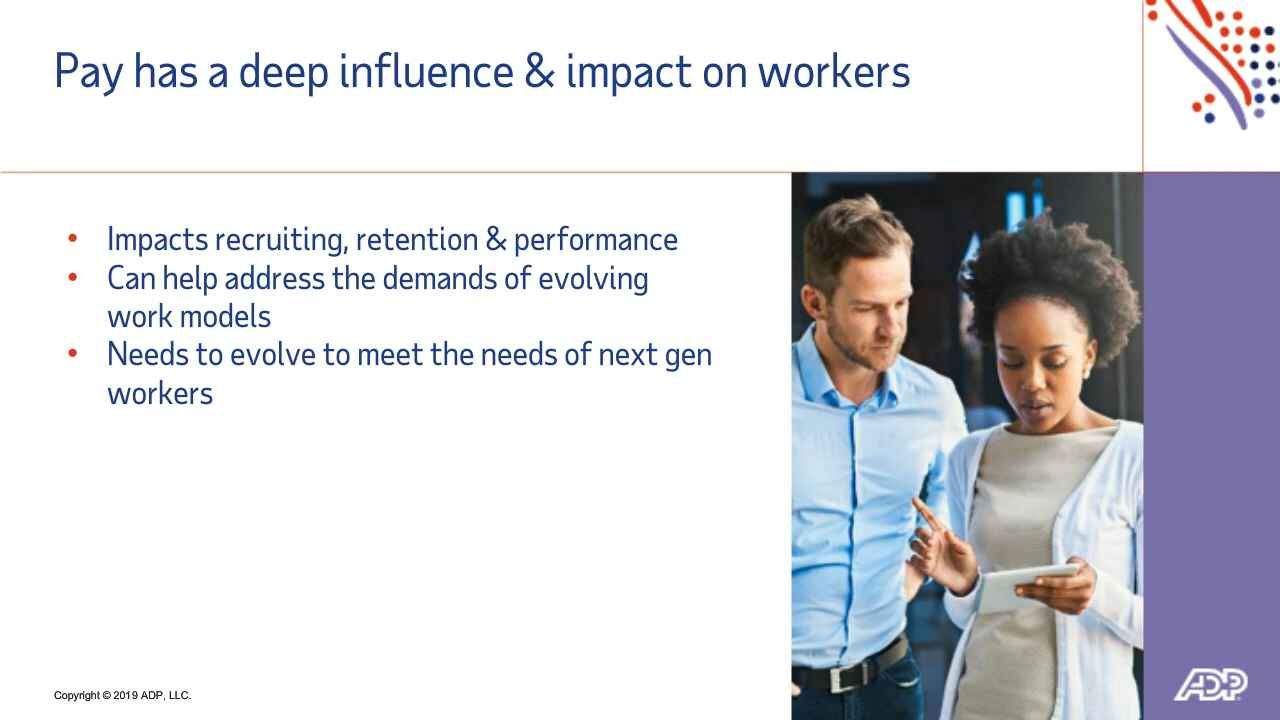 Pay has a deep influence & impact on workers
• Impacts recruiting, retention & performance
• Can help address the demands of evolving
work models
• Needs to evolve to meet the needs of next gen
workers
Copyright © 2019 ADP, LLC.
ADP